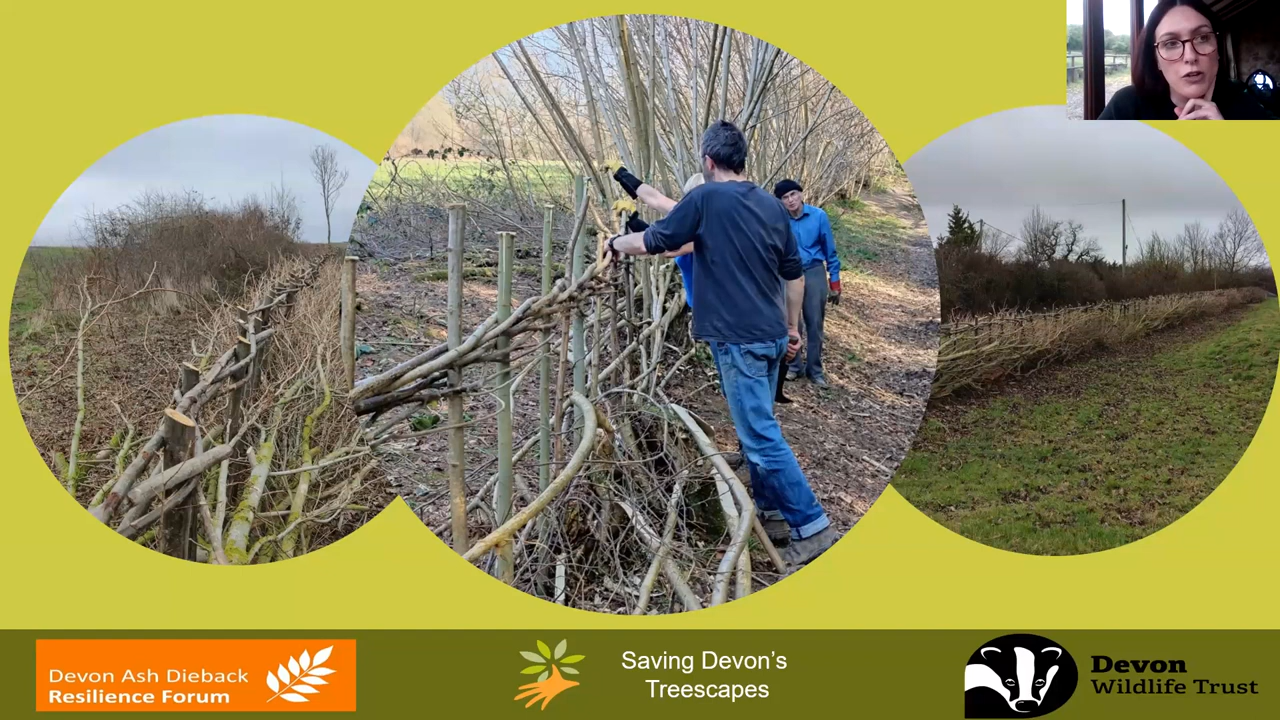 Devon Ash Dieback
Resilience Forum
Saving Devon's
Treescapes
Devon
Wildlife Trust